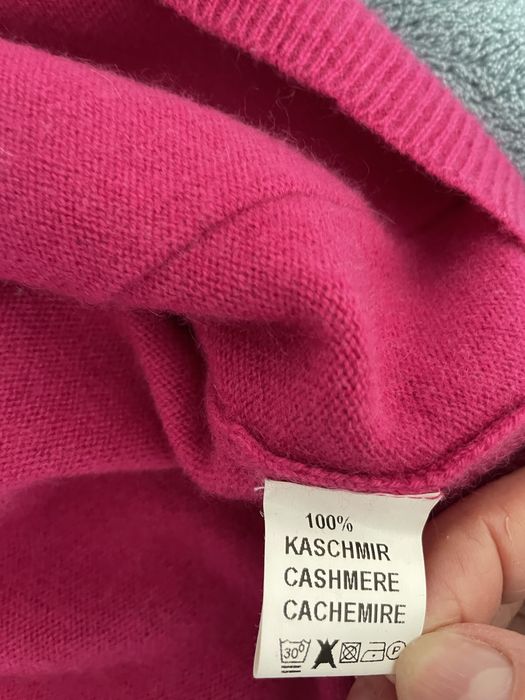 100%
KASCHMIR
CASHMERE
CACHEMIRE
30° P